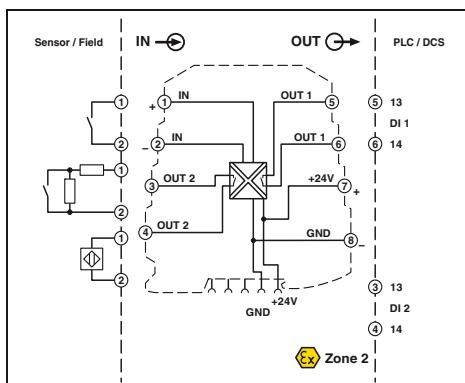 Sensor / Field
IN
OUT
PLC / DCS
1
+ 1 IN
OUT 1 5
5 13
DI 1
2
− 2 IN
OUT 1 6
6 14
1
3 OUT 2
+24V 7 +
2
4 OUT 2
GND 8 −
1
2
GND
+24V
3 13
DI 2
4 14
Ex Zone 2